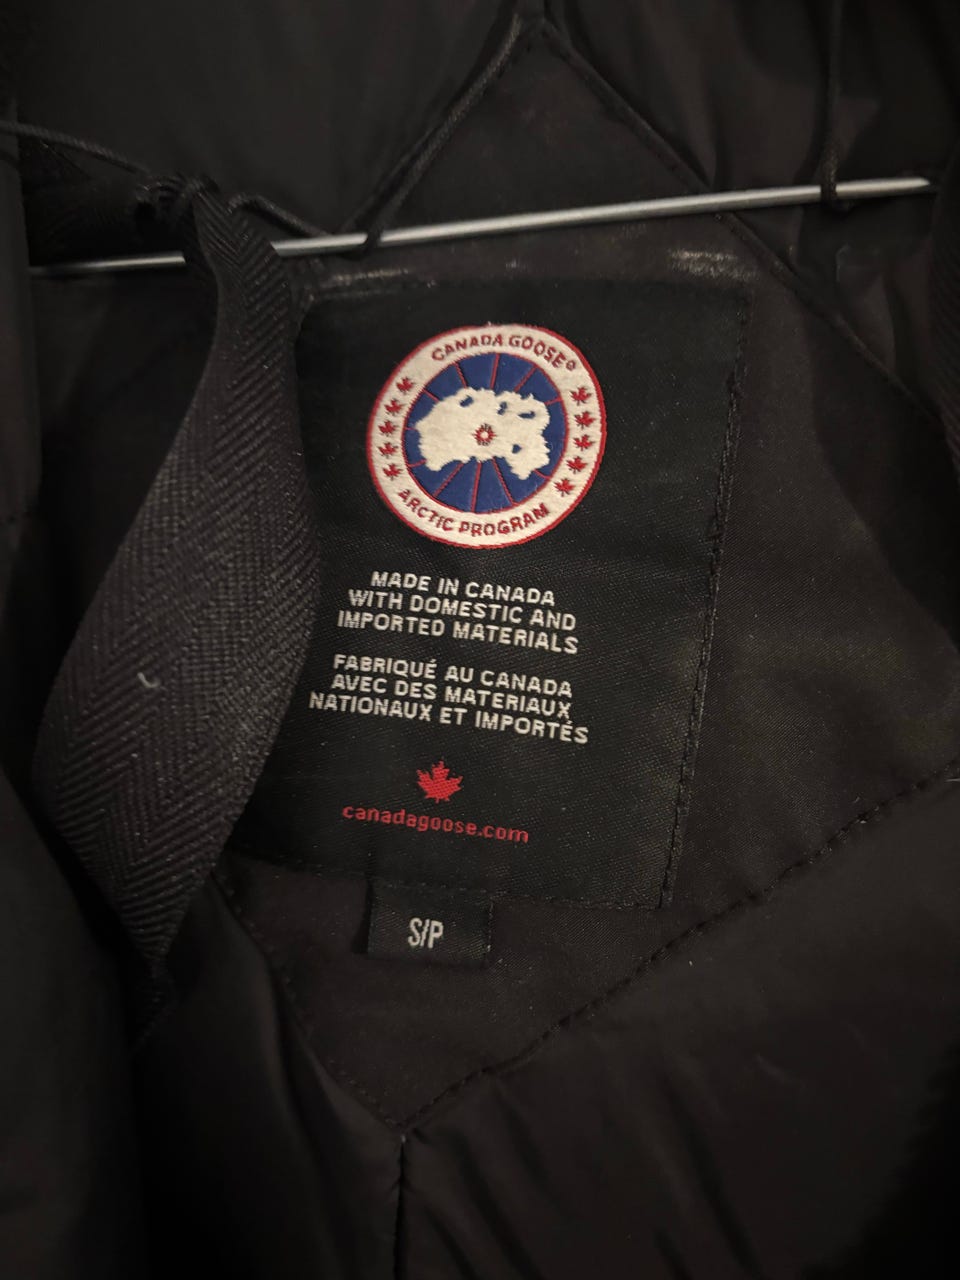 CANADA GOOSE®
ARCTIC PROGRAM
MADE IN CANADA
WITH DOMESTIC AND
IMPORTED MATERIALS
FABRIQUÉ AU CANADA
AVEC DES MATERIAUX
NATIONAUX ET IMPORTÉS
canadagoose.com
S/P